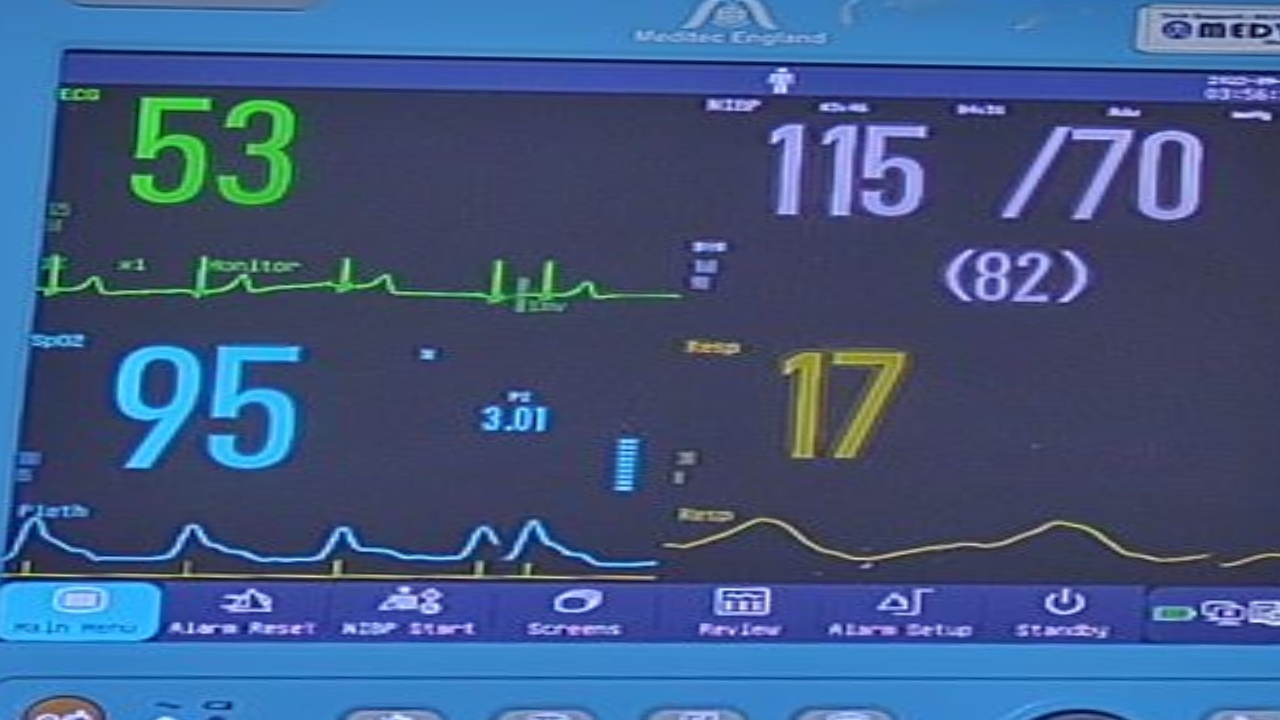 Meditec England
ECG
53
NIBP
115 /70
(82)
x1
Monitor
SpO2
95
PI
3.01
Resp
17
Pleth
Resp
Main Menu
Alarm Reset
NIBP Start
Screens
Review
Alarm Setup
Standby